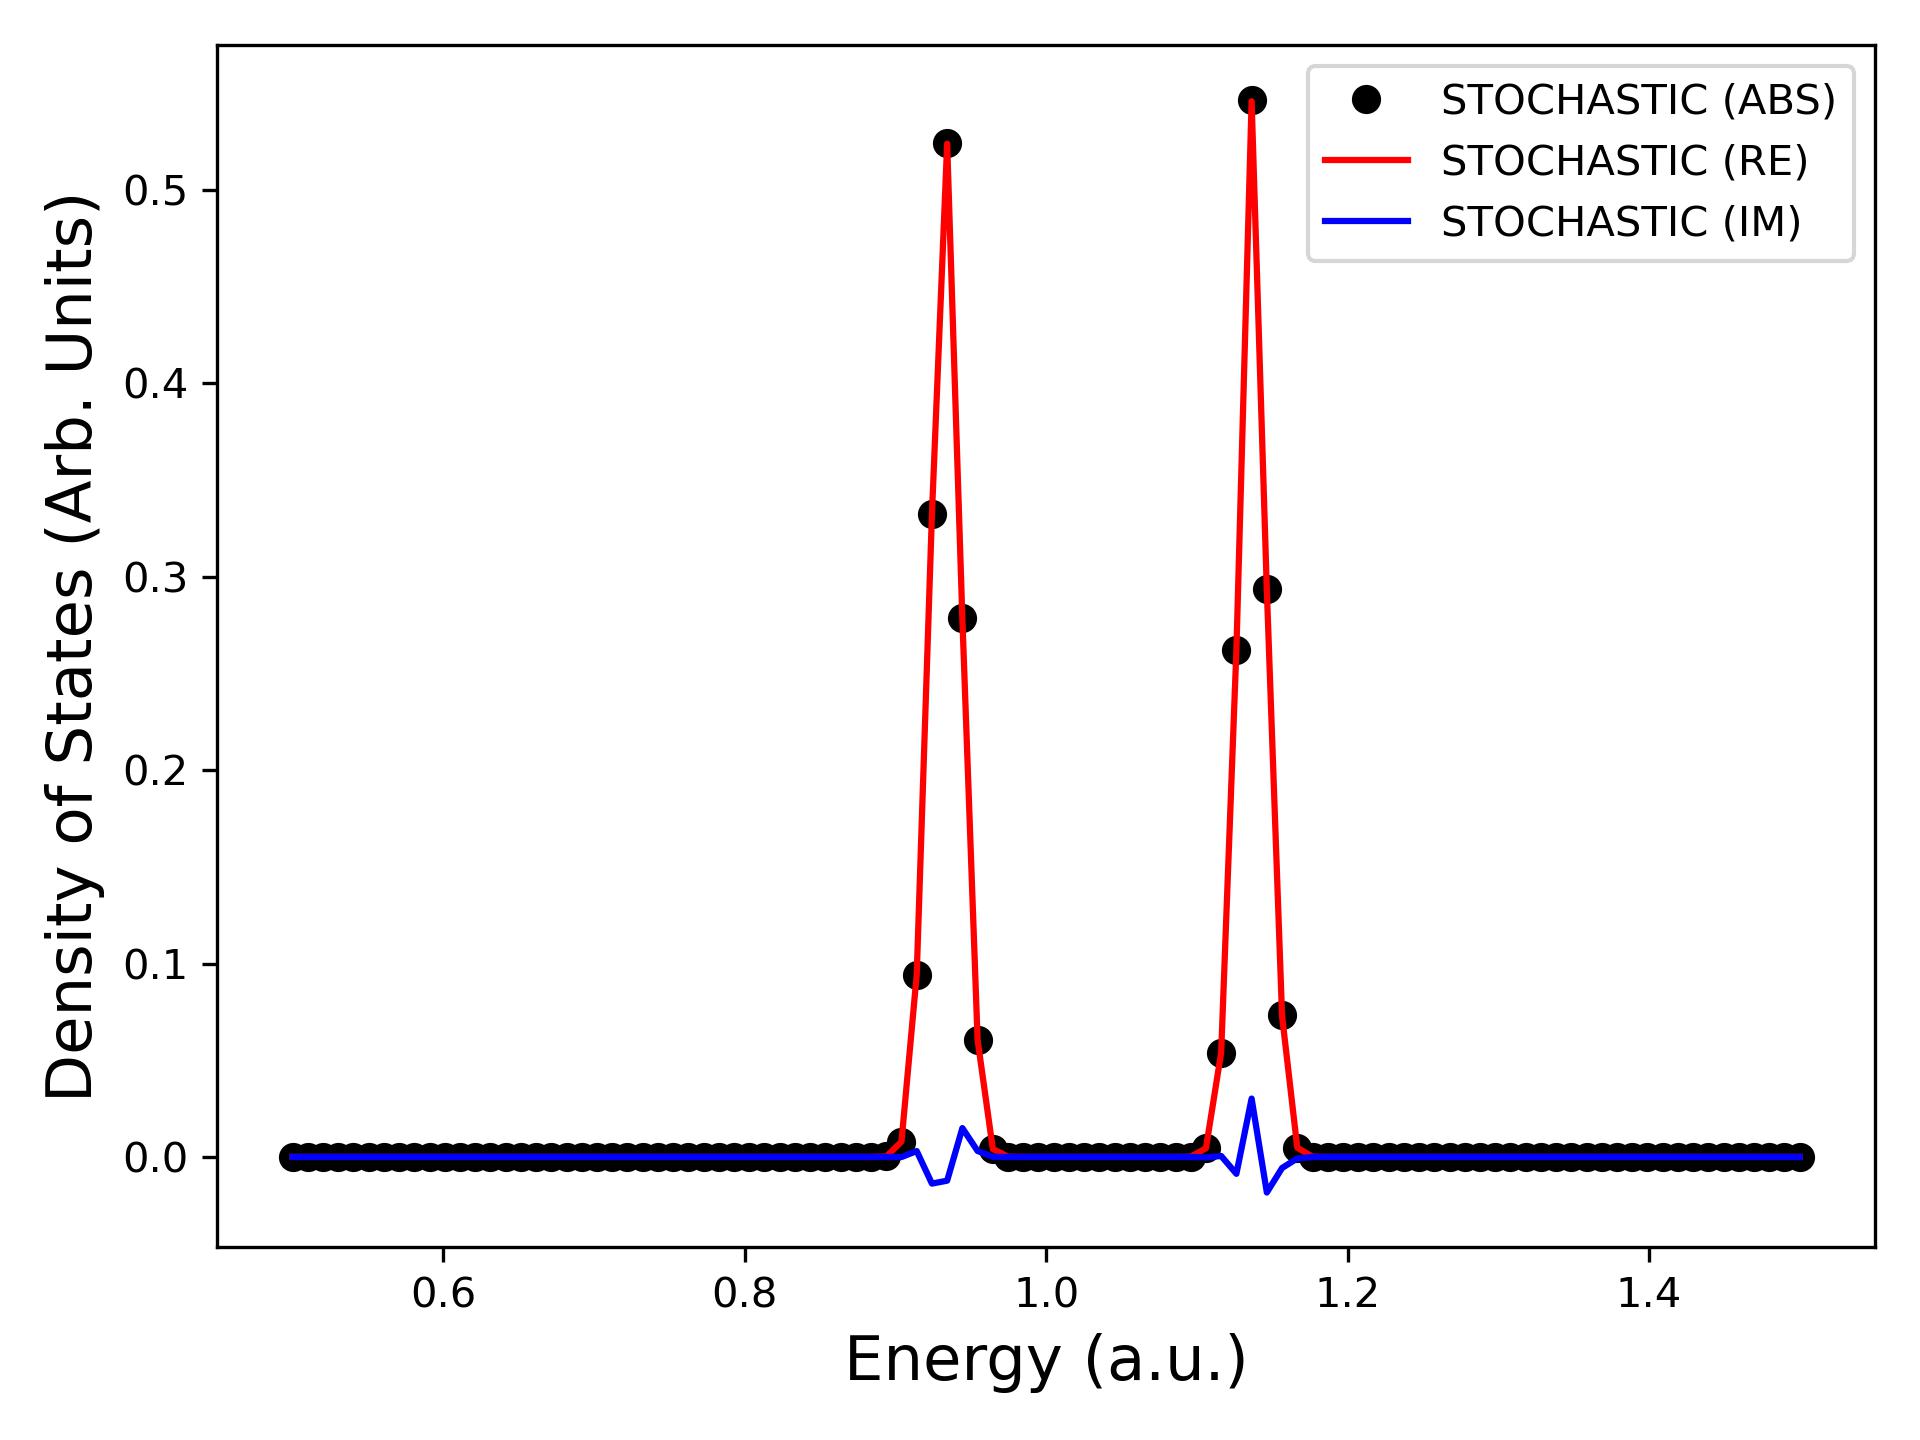 STOCHASTIC (ABS)
STOCHASTIC (RE)
STOCHASTIC (IM)
Density of States (Arb. Units)
0.5
0.4
0.3
0.2
0.1
0.0
0.6 0.8 1.0 1.2 1.4
Energy (a.u.)